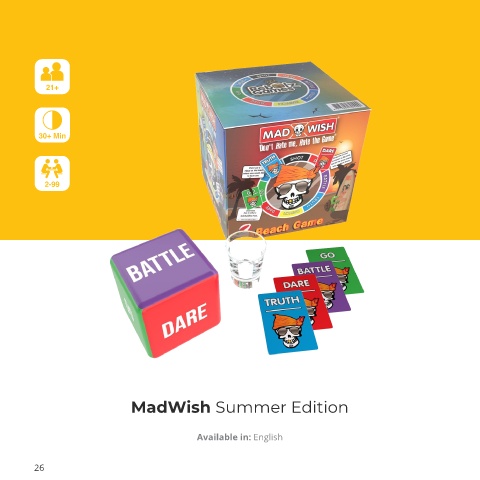 21+
30+ Min
2-99
MAD WISH
"Don't Hate me, Hate the Game"
TRUTH
SHOT
DARE
Beach Game
BATTLE
DARE
GO
BATTLE
DARE
TRUTH
MadWish Summer Edition
Available in: English
26